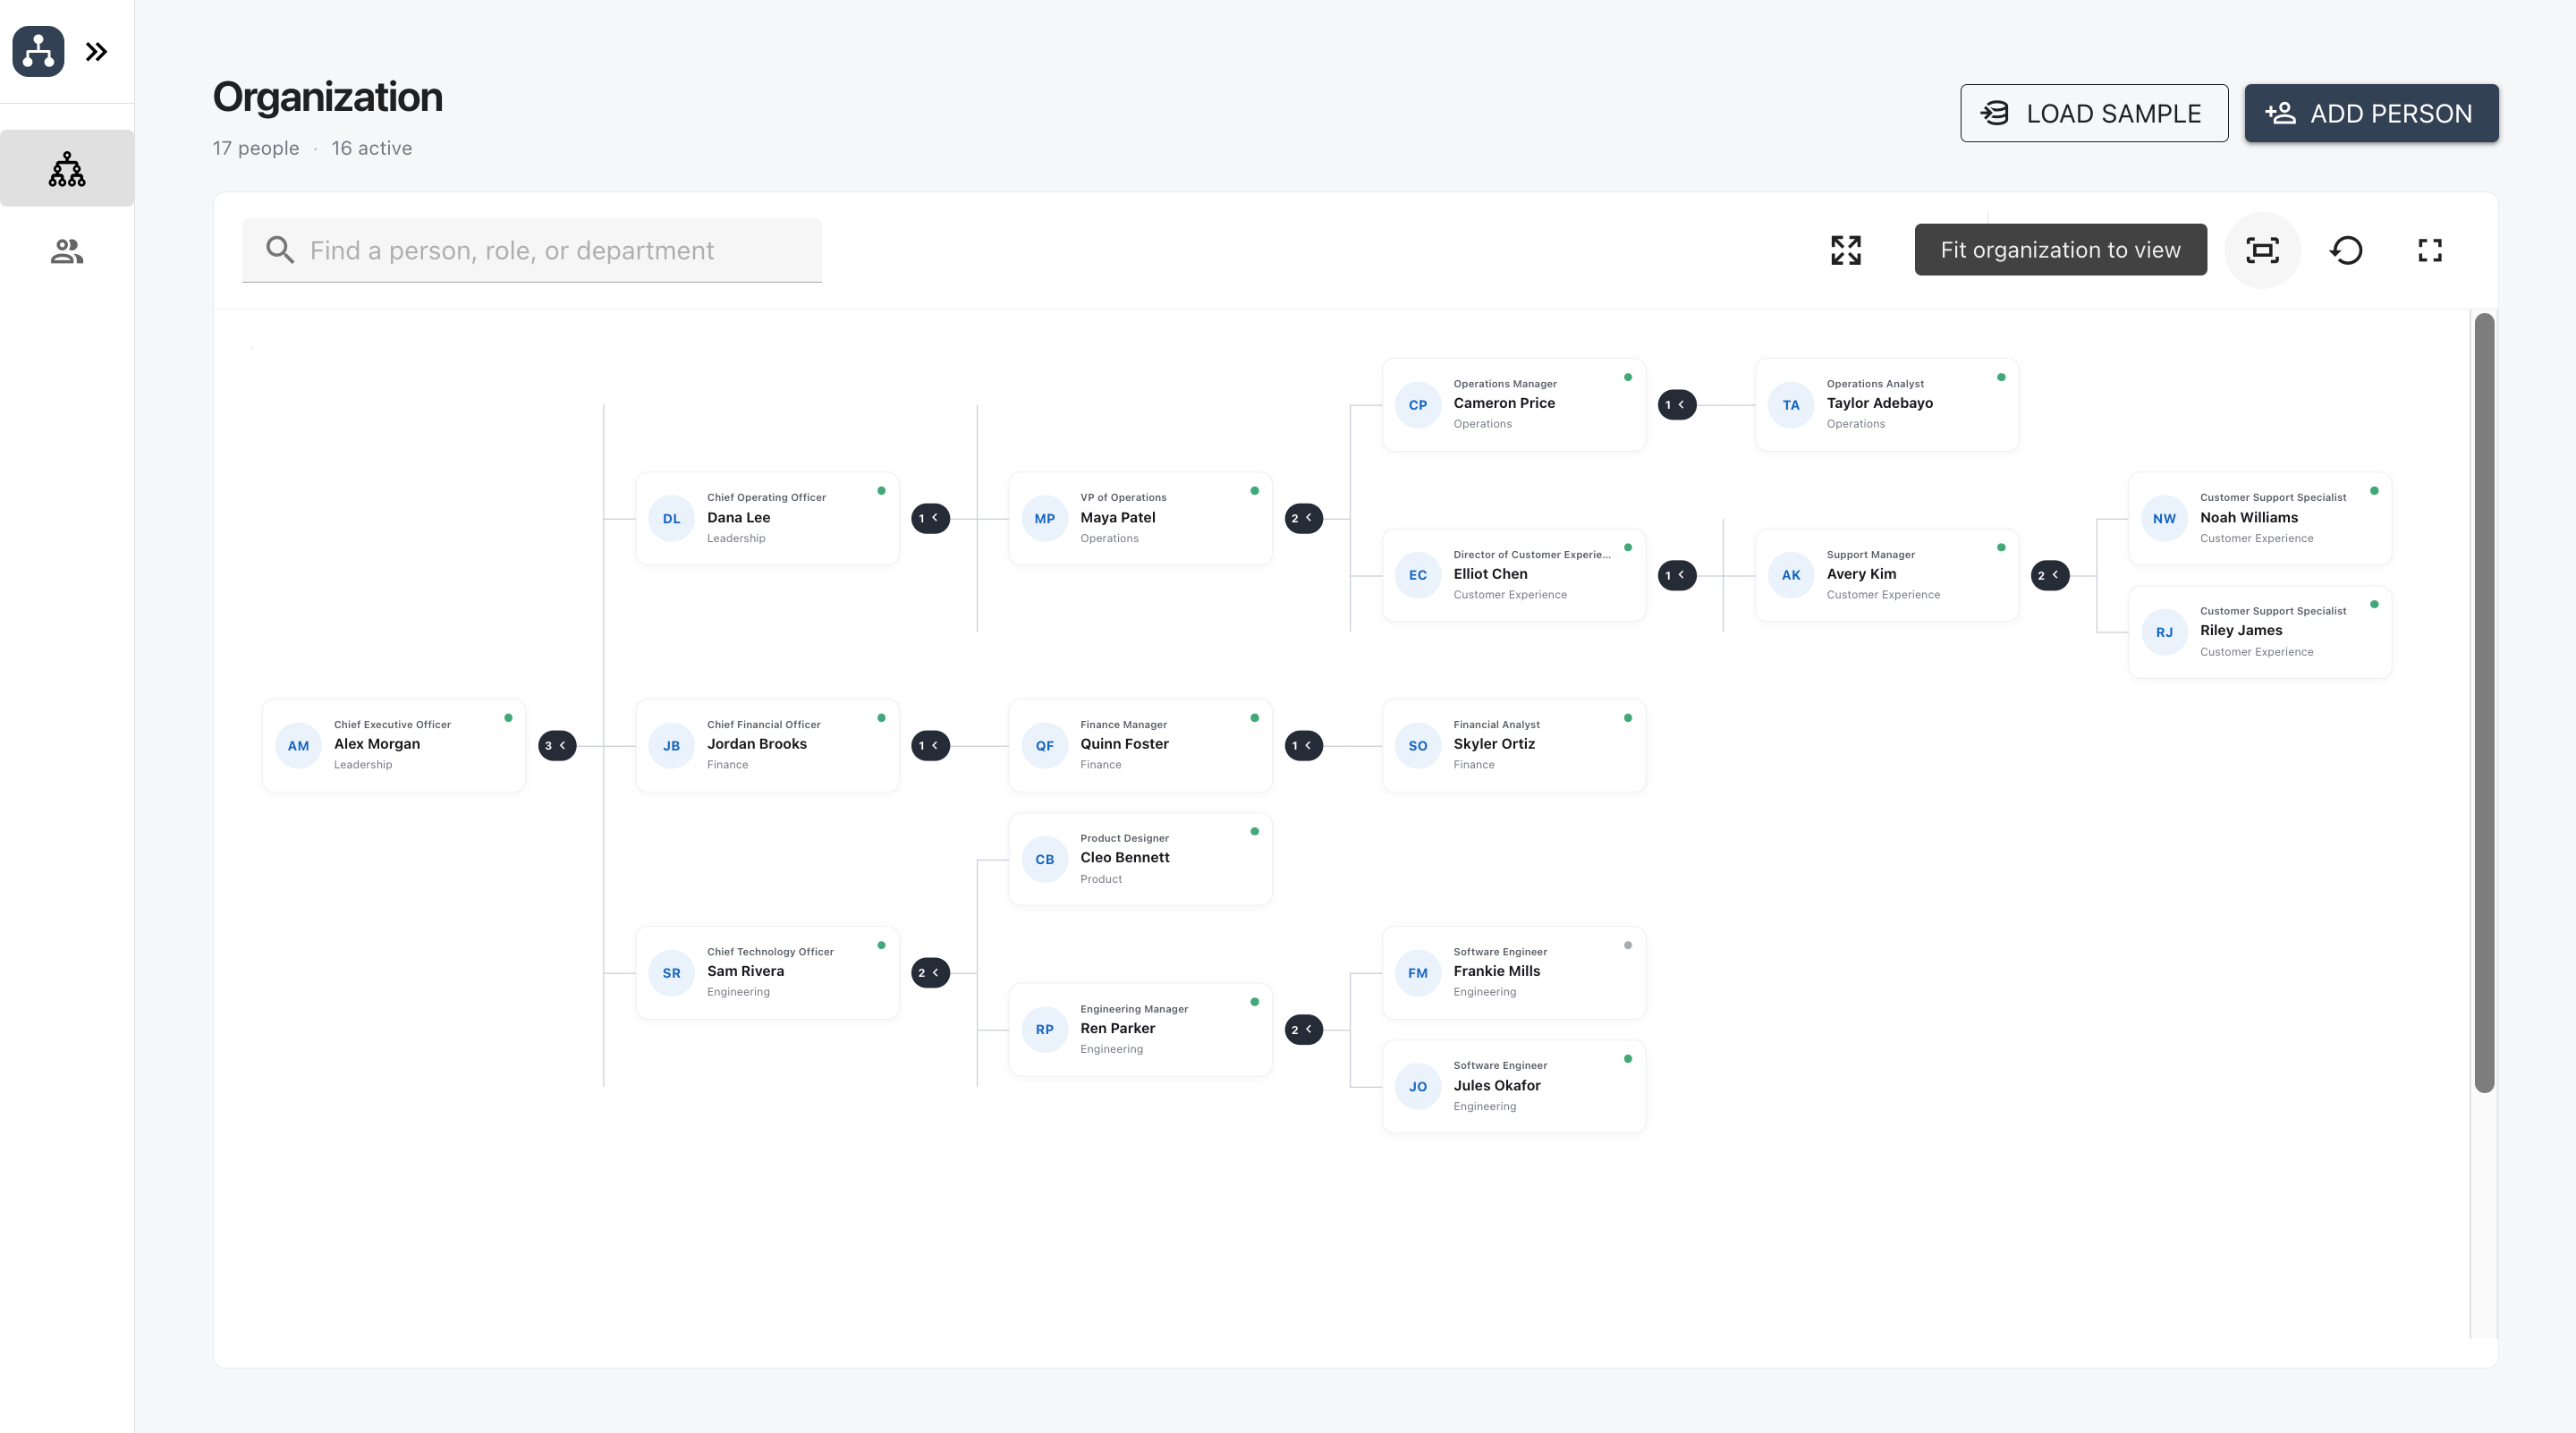 Organization
LOAD SAMPLE
ADD PERSON
17 people · 16 active
Find a person, role, or department
Fit organization to view
CP
Operations Manager
Cameron Price
Operations
1
TA
Operations Analyst
Taylor Adebayo
Operations
DL
Chief Operating Officer
Dana Lee
Leadership
1
MP
VP of Operations
Maya Patel
Operations
2
NW
Customer Support Specialist
Noah Williams
Customer Experience
EC
Director of Customer Experie...
Elliot Chen
Customer Experience
1
AK
Support Manager
Avery Kim
Customer Experience
2
RJ
Customer Support Specialist
Riley James
Customer Experience
AM
Chief Executive Officer
Alex Morgan
Leadership
3
JB
Chief Financial Officer
Jordan Brooks
Finance
1
QF
Finance Manager
Quinn Foster
Finance
1
SO
Financial Analyst
Skyler Ortiz
Finance
CB
Product Designer
Cleo Bennett
Product
SR
Chief Technology Officer
Sam Rivera
Engineering
2
FM
Software Engineer
Frankie Mills
Engineering
RP
Engineering Manager
Ren Parker
Engineering
2
JO
Software Engineer
Jules Okafor
Engineering